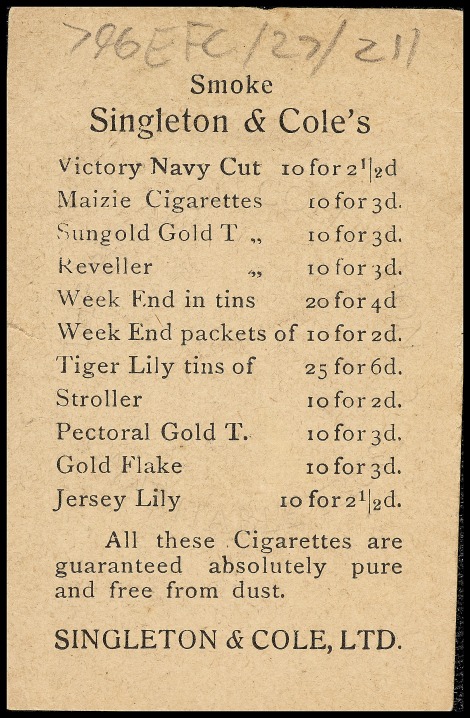 796EFC/27/211
Smoke
Singleton & Cole's
Victory Navy Cut 10 for 2½d
Maizie Cigarettes 10 for 3d.
Sungold Gold T „ 10 for 3d.
Reveller „ 10 for 3d.
Week End in tins 20 for 4d
Week End packets of 10 for 2d.
Tiger Lily tins of 25 for 6d.
Stroller 10 for 2d.
Pectoral Gold T. 10 for 3d.
Gold Flake 10 for 3d.
Jersey Lily 10 for 2½d.
All these Cigarettes are
guaranteed absolutely pure
and free from dust.
SINGLETON & COLE, LTD.